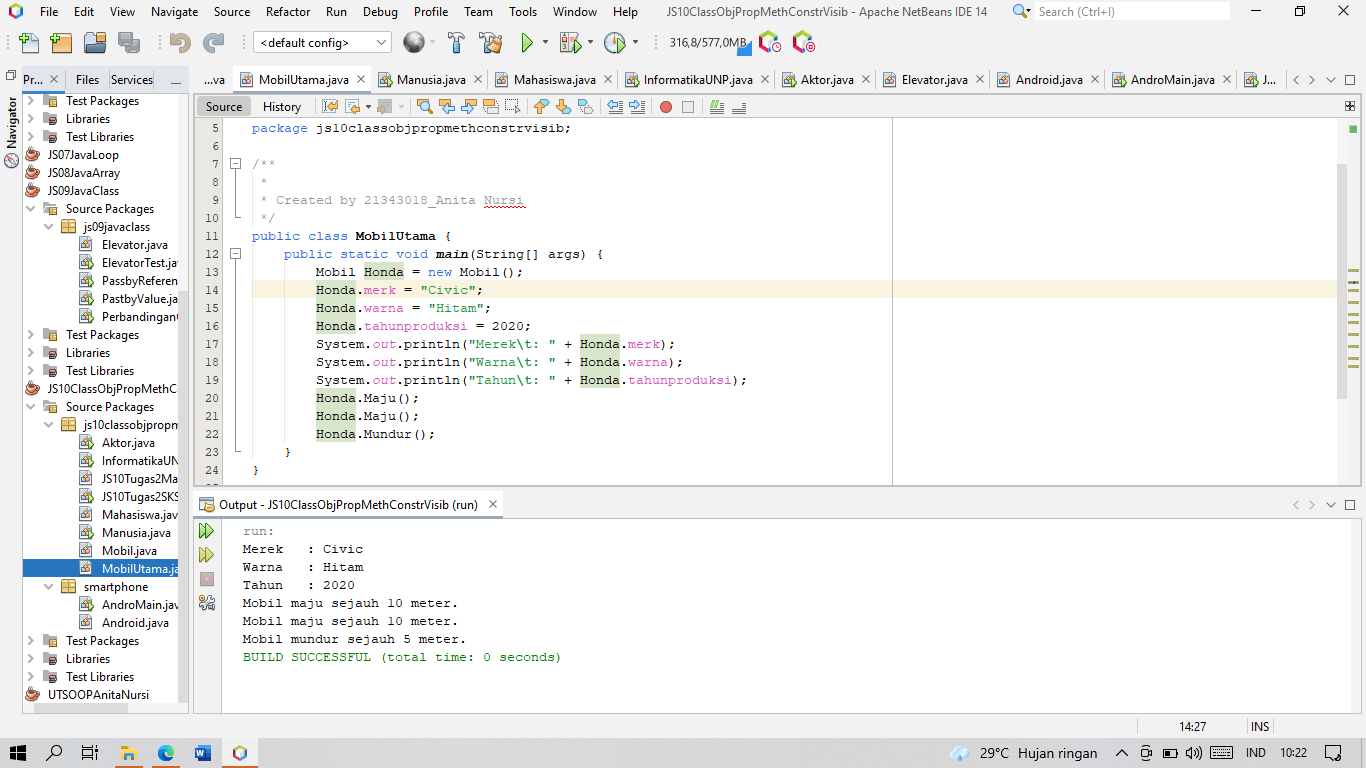 File Edit View Navigate Source Refactor Run Debug Profile Team Tools Window Help JS10ClassObjPropMethConstrVisib - Apache NetBeans IDE 14 Search (Ctrl+I)
<default config> 316,8/577,0MB
Pr... Files Services
...va MobilUtama.java Manusia.java Mahasiswa.java InformatikaUNP.java Aktor.java Elevator.java Android.java AndroMain.java J...
Navigator
Test Packages
Libraries
Test Libraries
JS07JavaLoop
JS08JavaArray
JS09JavaClass
Source Packages
js09javaclass
Elevator.java
ElevatorTest.ja
PassbyReferen
PastbyValue.ja
Perbandingan
Test Packages
Libraries
Test Libraries
JS10ClassObjPropMethC
Source Packages
js10classobjpropm
Aktor.java
InformatikaUN
JS10Tugas2Ma
JS10Tugas2SKS
Mahasiswa.jav
Manusia.java
Mobil.java
MobilUtama.ja
smartphone
AndroMain.jav
Android.java
Test Packages
Libraries
Test Libraries
UTSOOPAnitaNursi
Source History
5 package js10classobjpropmethconstrvisib;
6
7 /**
8 *
9 * Created by 21343018_Anita Nursi
10 */
11 public class MobilUtama {
12 public static void main(String[] args) {
13 Mobil Honda = new Mobil();
14 Honda.merk = "Civic";
15 Honda.warna = "Hitam";
16 Honda.tahunproduksi = 2020;
17 System.out.println("Merek\t: " + Honda.merk);
18 System.out.println("Warna\t: " + Honda.warna);
19 System.out.println("Tahun\t: " + Honda.tahunproduksi);
20 Honda.Maju();
21 Honda.Maju();
22 Honda.Mundur();
23 }
24 }
Output - JS10ClassObjPropMethConstrVisib (run)
run:
Merek : Civic
Warna : Hitam
Tahun : 2020
Mobil maju sejauh 10 meter.
Mobil maju sejauh 10 meter.
Mobil mundur sejauh 5 meter.
BUILD SUCCESSFUL (total time: 0 seconds)
14:27 INS
29°C Hujan ringan IND 10:22